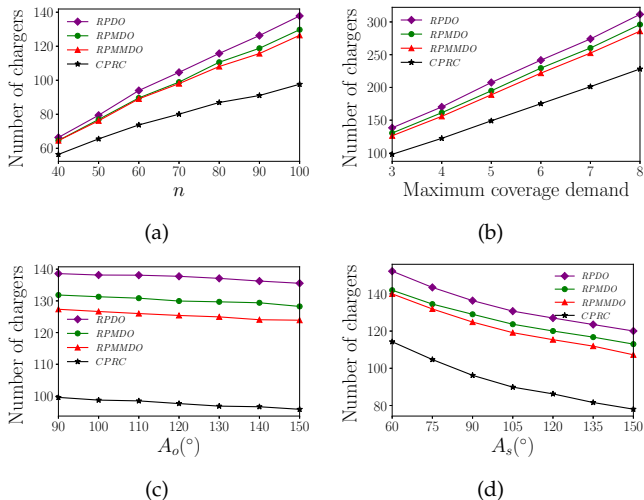 Number of chargers
140
120
100
80
60
40 50 60 70 80 90 100
n
RPDO
RPMDO
RPMMDO
CPRC
(a)
Number of chargers
300
250
200
150
100
3 4 5 6 7 8
Maximum coverage demand
RPDO
RPMDO
RPMMDO
CPRC
(b)
Number of chargers
140
130
120
110
100
90 100 110 120 130 140 150
A_o(°)
RPDO
RPMDO
RPMMDO
CPRC
(c)
Number of chargers
140
120
100
80
60 75 90 105 120 135 150
A_s(°)
RPDO
RPMDO
RPMMDO
CPRC
(d)